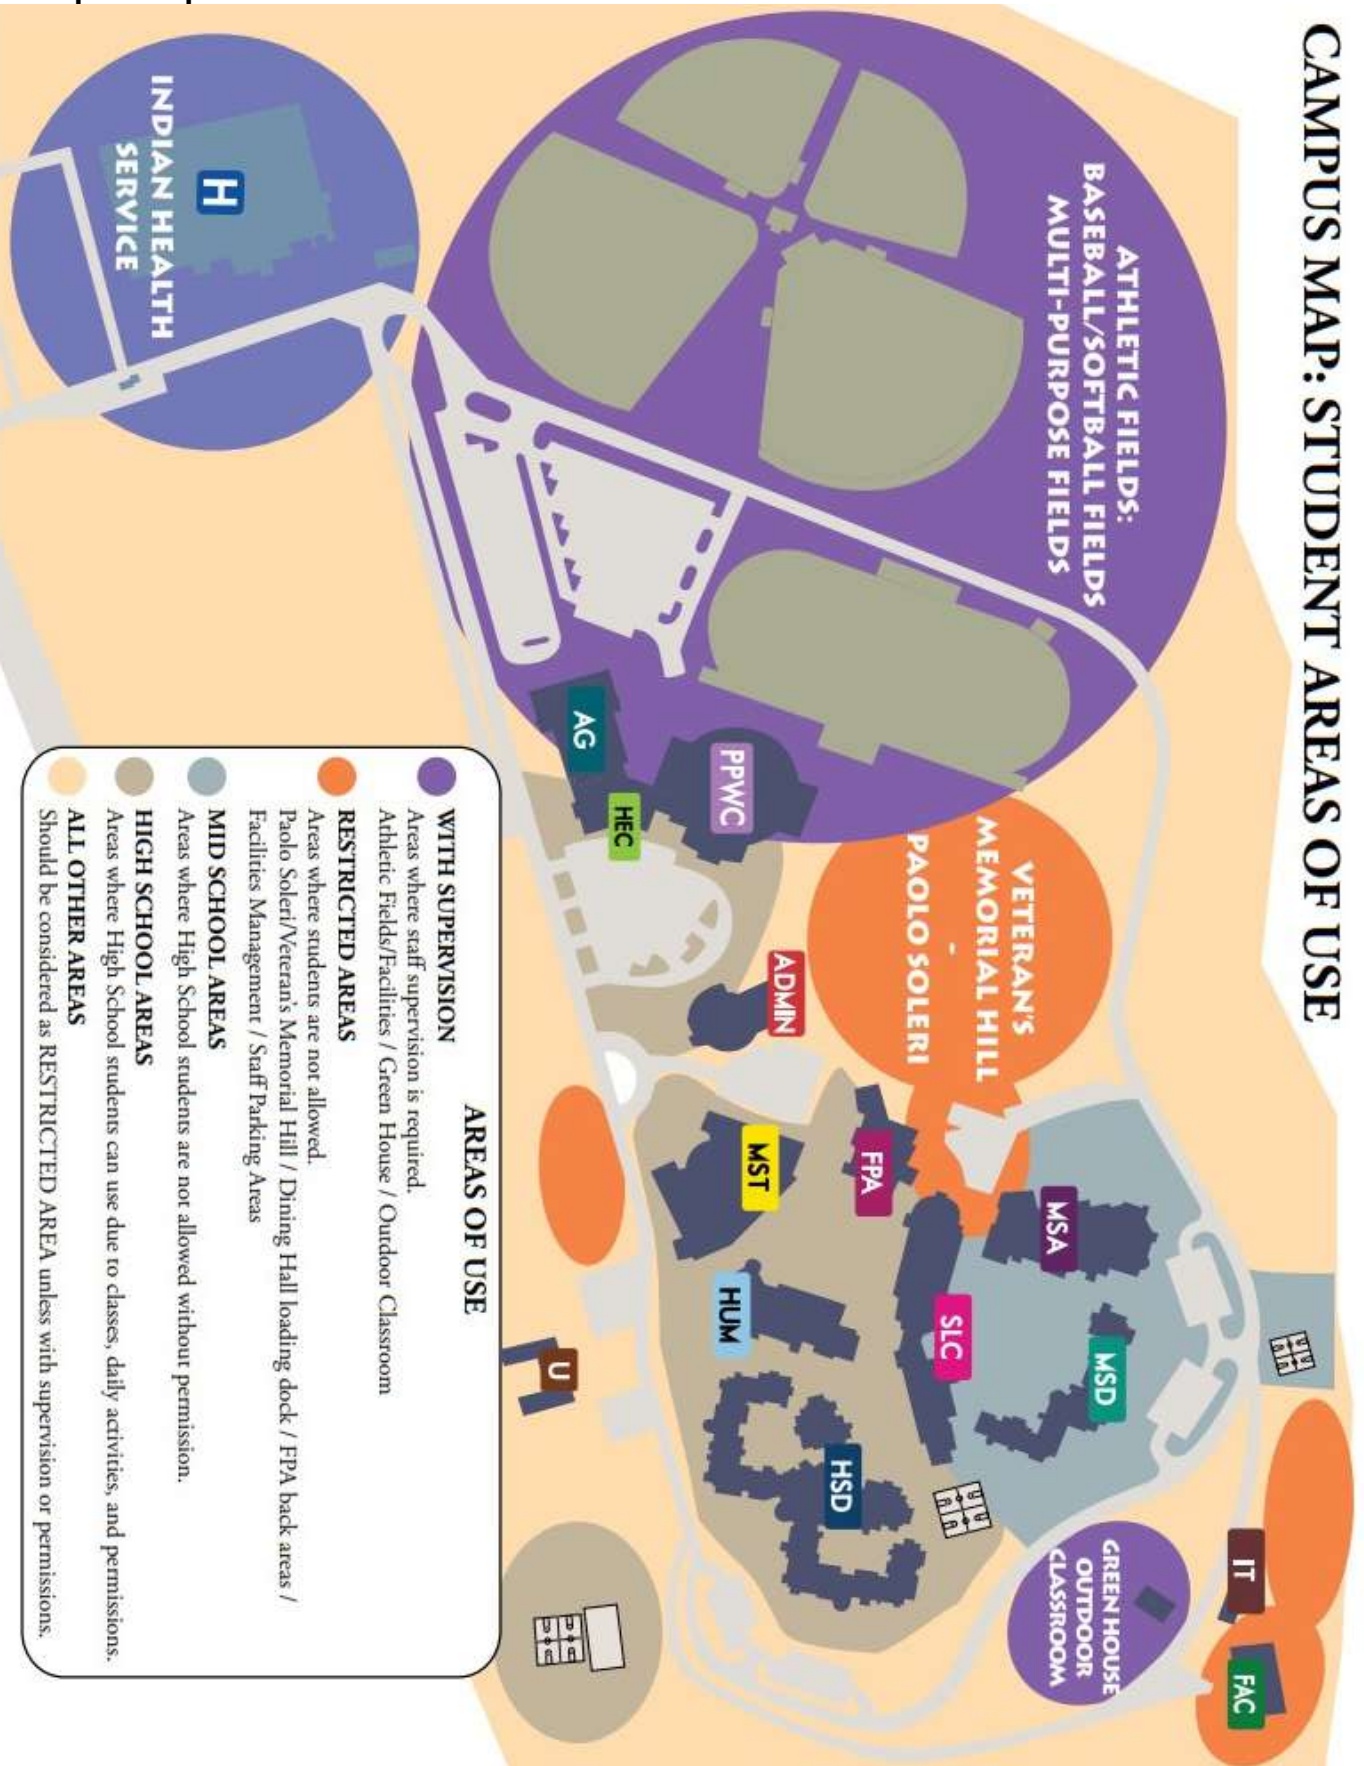 CAMPUS MAP: STUDENT AREAS OF USE
ATHLETIC FIELDS:
BASEBALL/SOFTBALL FIELDS
MULTI-PURPOSE FIELDS
H
INDIAN HEALTH
SERVICE
VETERAN'S
MEMORIAL HILL
-
PAOLO SOLERI
AG
HEC
PPWC
ADMIN
MST
FPA
MSA
HUM
SLC
MSD
U
HSD
GREEN HOUSE
OUTDOOR
CLASSROOM
IT
FAC
AREAS OF USE
WITH SUPERVISION
Areas where staff supervision is required.
Athletic Fields/Facilities / Green House / Outdoor Classroom
RESTRICTED AREAS
Areas where students are not allowed.
Paolo Soleri/Veteran's Memorial Hill / Dining Hall loading dock / FPA back areas /
Facilities Management / Staff Parking Areas
MID SCHOOL AREAS
Areas where High School students are not allowed without permission.
HIGH SCHOOL AREAS
Areas where High School students can use due to classes, daily activities, and permissions.
ALL OTHER AREAS
Should be considered as RESTRICTED AREA unless with supervision or permissions.